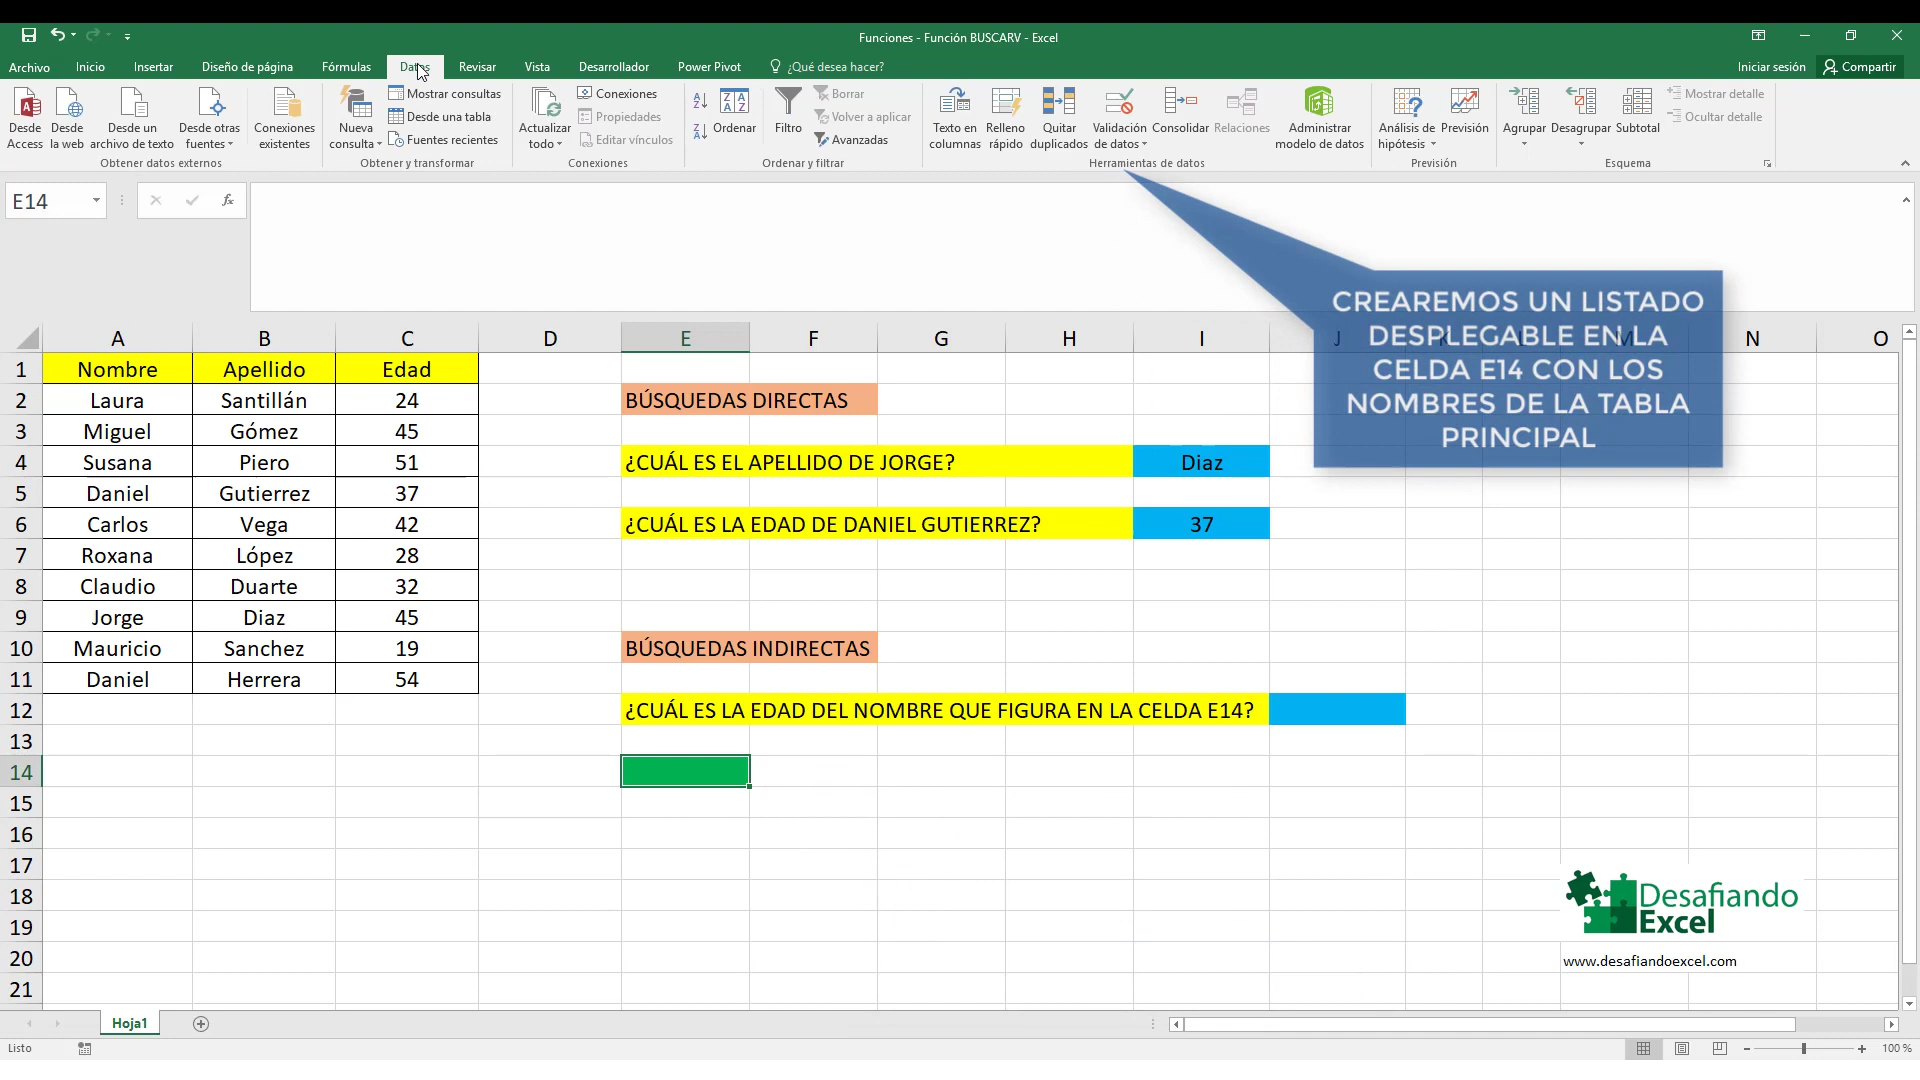 Funciones - Función BUSCARV - Excel
Archivo Inicio Insertar Diseño de página Fórmulas Datos Revisar Vista Desarrollador Power Pivot ¿Qué desea hacer? Iniciar sesión Compartir
Desde Access
Desde la web
Desde un archivo de texto
Desde otras fuentes
Conexiones existentes
Obtener datos externos
Nueva consulta
Mostrar consultas
Desde una tabla
Fuentes recientes
Obtener y transformar
Actualizar todo
Conexiones
Propiedades
Editar vínculos
Conexiones
Ordenar
Filtro
Borrar
Volver a aplicar
Avanzadas
Ordenar y filtrar
Texto en columnas
Relleno rápido
Quitar duplicados
Validación de datos
Consolidar
Relaciones
Administrar modelo de datos
Herramientas de datos
Análisis de hipótesis
Previsión
Previsión
Agrupar
Desagrupar
Subtotal
Mostrar detalle
Ocultar detalle
Esquema
E14
fx
CREAREMOS UN LISTADO
DESPLEGABLE EN LA
CELDA E14 CON LOS
NOMBRES DE LA TABLA
PRINCIPAL
A B C D E F G H I J K L M N O
1 Nombre Apellido Edad
2 Laura Santillán 24 BÚSQUEDAS DIRECTAS
3 Miguel Gómez 45
4 Susana Piero 51 ¿CUÁL ES EL APELLIDO DE JORGE? Diaz
5 Daniel Gutierrez 37
6 Carlos Vega 42 ¿CUÁL ES LA EDAD DE DANIEL GUTIERREZ? 37
7 Roxana López 28
8 Claudio Duarte 32
9 Jorge Diaz 45
10 Mauricio Sanchez 19 BÚSQUEDAS INDIRECTAS
11 Daniel Herrera 54
12 ¿CUÁL ES LA EDAD DEL NOMBRE QUE FIGURA EN LA CELDA E14?
13
14
15
16
17
18
19
20
21
Desafiando
Excel
www.desafiandoexcel.com
Hoja1
Listo
100 %